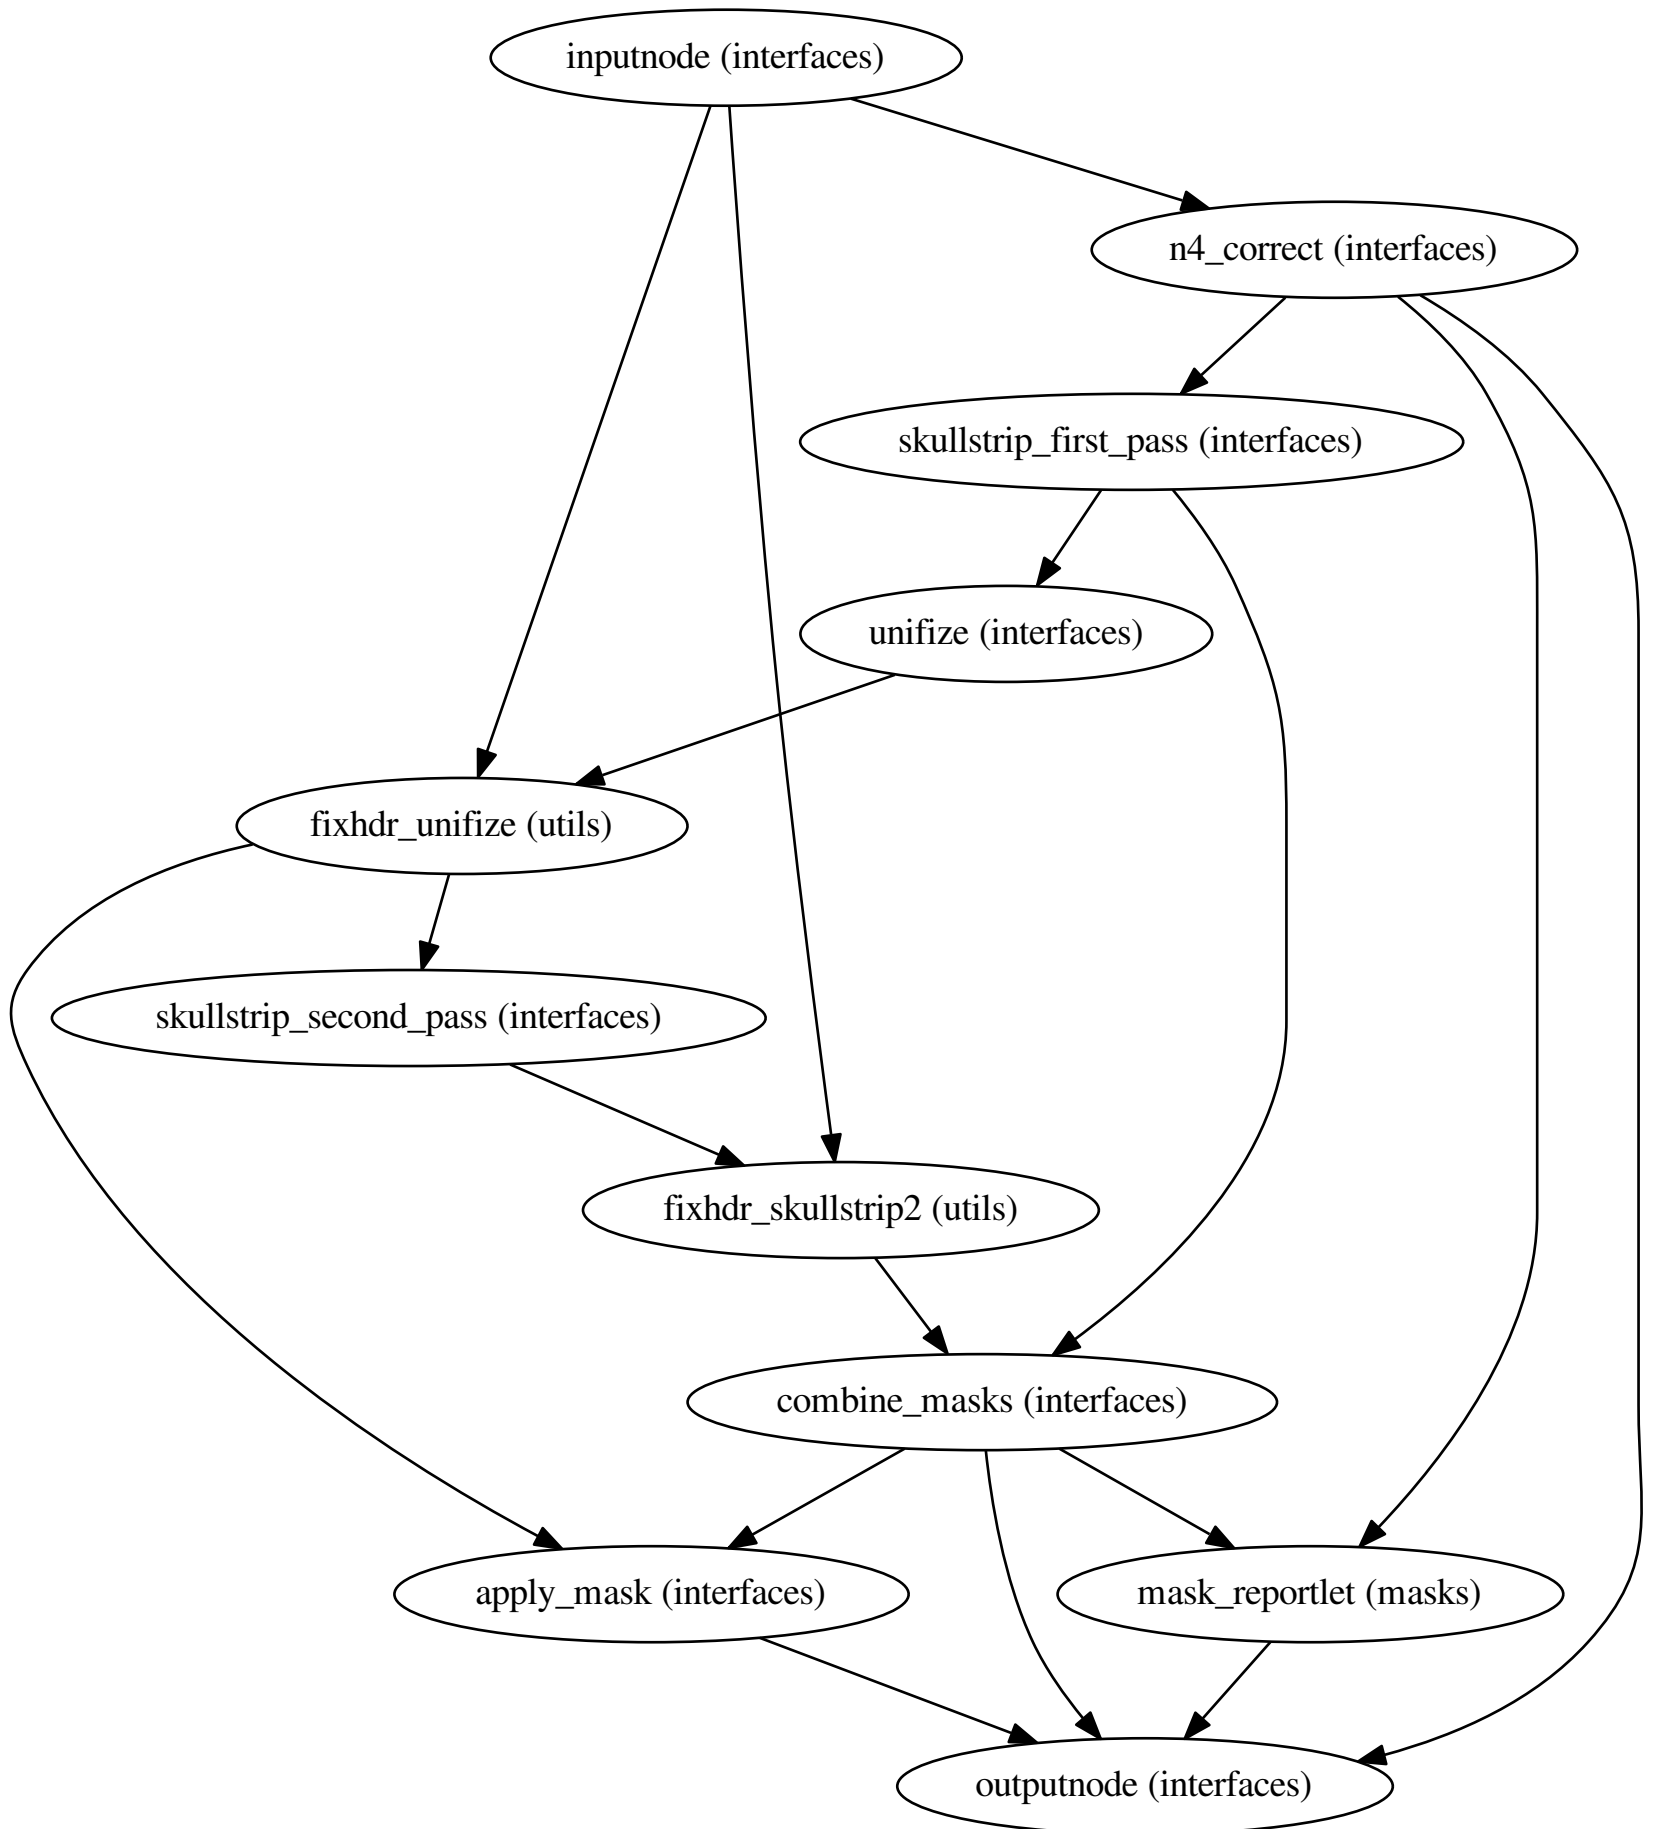 inputnode (interfaces)
n4_correct (interfaces)
skullstrip_first_pass (interfaces)
unifize (interfaces)
fixhdr_unifize (utils)
skullstrip_second_pass (interfaces)
fixhdr_skullstrip2 (utils)
combine_masks (interfaces)
apply_mask (interfaces)
mask_reportlet (masks)
outputnode (interfaces)